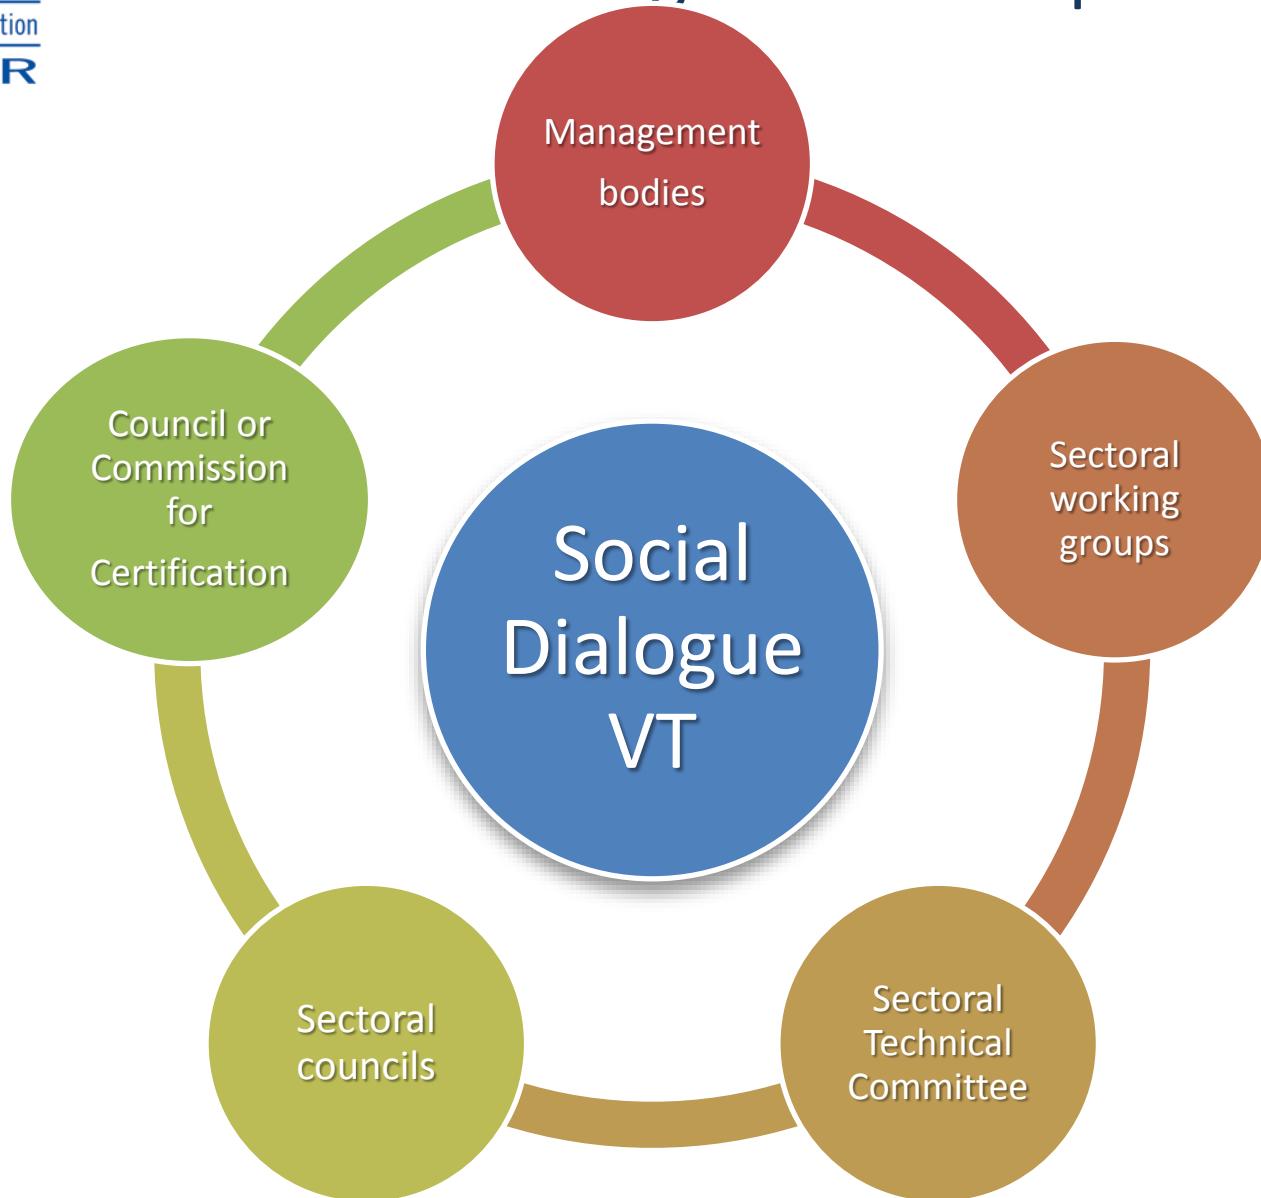 tion
R
Management
bodies
Council or
Commission
for
Certification
Sectoral
working
groups
Social
Dialogue
VT
Sectoral
councils
Sectoral
Technical
Committee